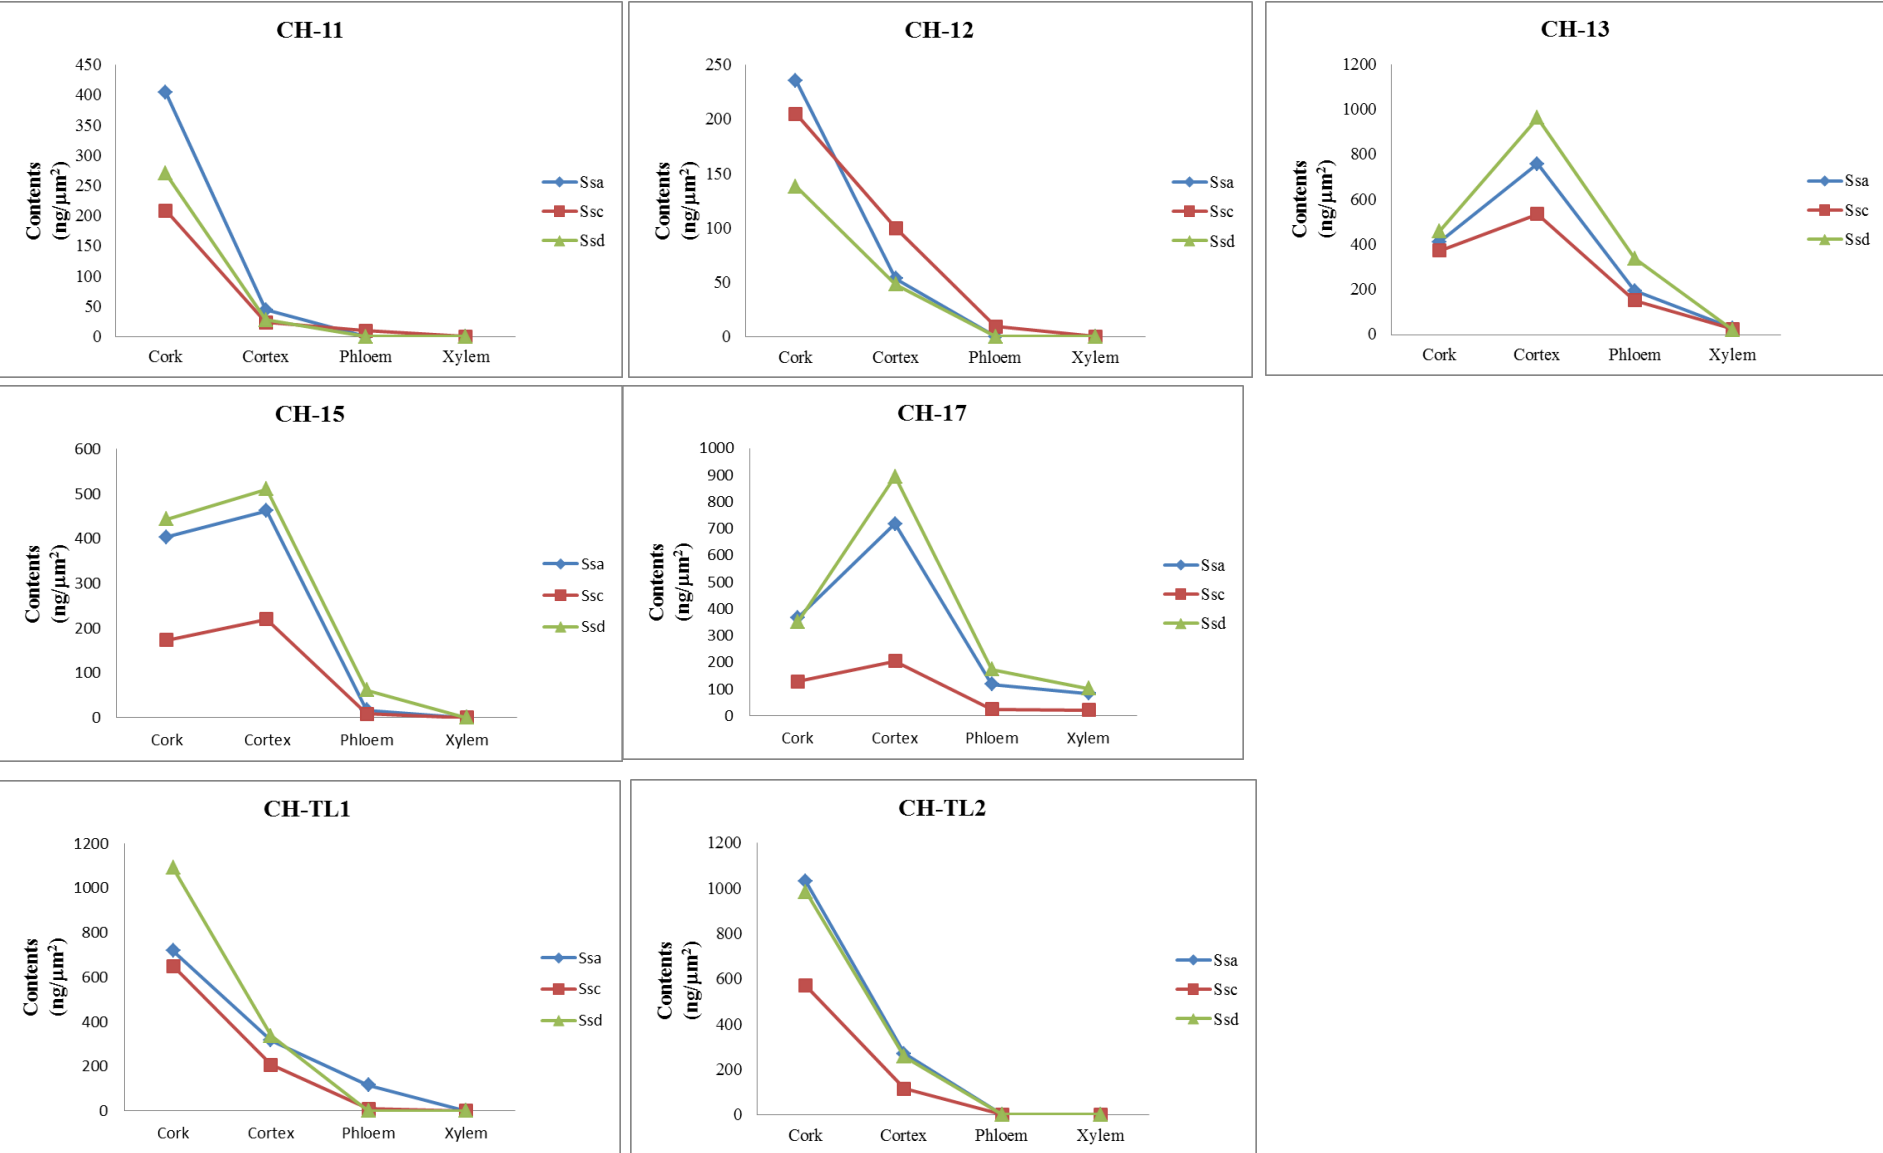 CH-11
450
400
350
300
250
200
150
100
50
0
Contents
(ng/μm²)
Cork Cortex Phloem Xylem
Ssa
Ssc
Ssd
CH-12
250
200
150
100
50
0
Contents
(ng/μm²)
Cork Cortex Phloem Xylem
Ssa
Ssc
Ssd
CH-13
1200
1000
800
600
400
200
0
Contents
(ng/μm²)
Cork Cortex Phloem Xylem
Ssa
Ssc
Ssd
CH-15
600
500
400
300
200
100
0
Contents
(ng/μm²)
Cork Cortex Phloem Xylem
Ssa
Ssc
Ssd
CH-17
1000
900
800
700
600
500
400
300
200
100
0
Contents
(ng/μm²)
Cork Cortex Phloem Xylem
Ssa
Ssc
Ssd
CH-TL1
1200
1000
800
600
400
200
0
Contents
(ng/μm²)
Cork Cortex Phloem Xylem
Ssa
Ssc
Ssd
CH-TL2
1200
1000
800
600
400
200
0
Contents
(ng/μm²)
Cork Cortex Phloem Xylem
Ssa
Ssc
Ssd